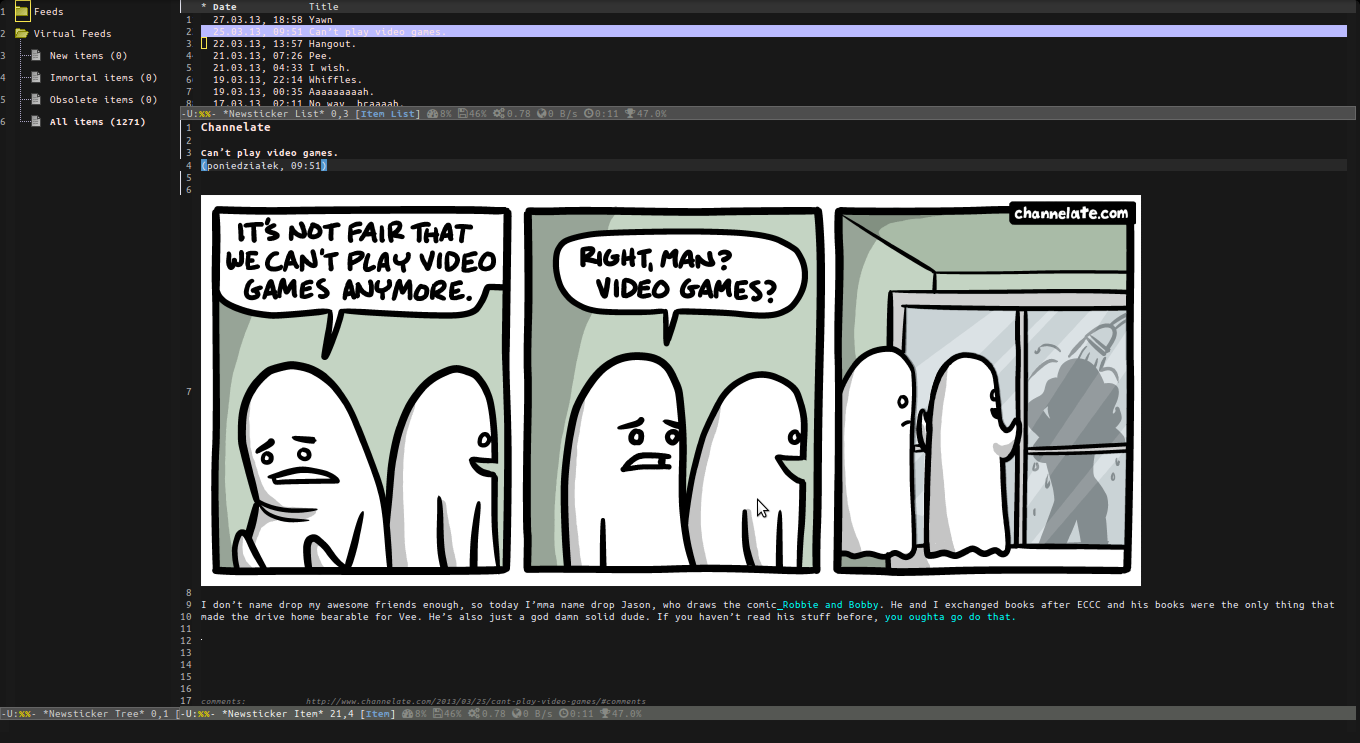 1 Feeds
2 Virtual Feeds
3 New items (0)
4 Immortal items (0)
5 Obsolete items (0)
6 All items (1271)
* Date Title
1 27.03.13, 18:58 Yawn
2 25.03.13, 09:51 Can't play video games.
3 22.03.13, 13:57 Hangout.
4 21.03.13, 07:26 Pee.
5 21.03.13, 04:33 I wish.
6 19.03.13, 22:14 Whiffles.
7 19.03.13, 00:35 Aaaaaaaaah.
8 17.03.13, 02:11 No way, braaaah.
-U:%%- *Newsticker List* 0,3 [Item List] 8% 46% 0.78 0 B/s 0:11 47.0%
1 Channelate
2
3 Can't play video games.
4 (poniedziałek, 09:51)
5
6
channelate.com
IT'S NOT FAIR THAT
WE CAN'T PLAY VIDEO
GAMES ANYMORE.
RIGHT, MAN?
VIDEO GAMES?
7
8
9 I don't name drop my awesome friends enough, so today I'mma name drop Jason, who draws the comic Robbie and Bobby. He and I exchanged books after ECCC and his books were the only thing that
10 made the drive home bearable for Vee. He's also just a god damn solid dude. If you haven't read his stuff before, you oughta go do that.
11
12
13
14
15
16
17 comments: http://www.channelate.com/2013/03/25/cant-play-video-games/#comments
-U:%%- *Newsticker Tree* 0,1 [-U:%%- *Newsticker Item* 21,4 [Item] 8% 46% 0.78 0 B/s 0:11 47.0%